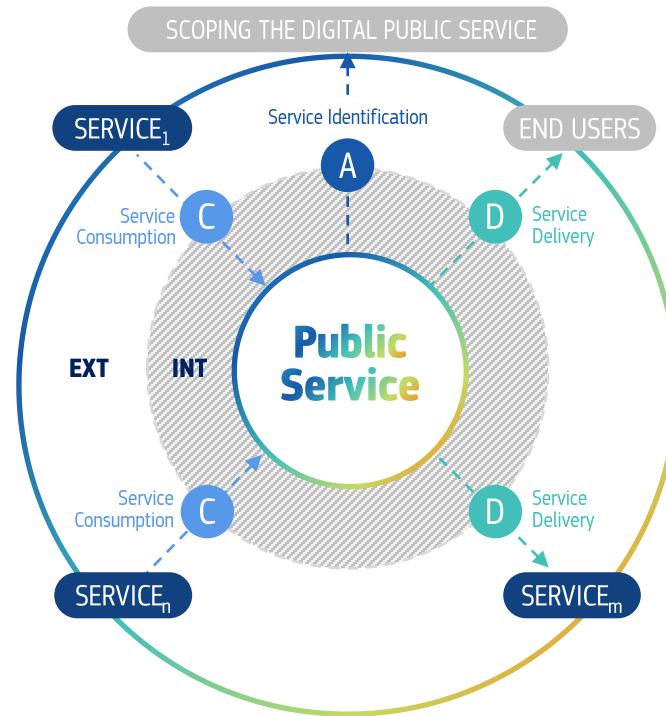 SCOPING THE DIGITAL PUBLIC SERVICE
Service Identification
SERVICE1
END USERS
A
C
D
Service
Consumption
Service
Delivery
EXT
INT
Public
Service
Service
Consumption
Service
Delivery
C
D
SERVICEn
SERVICEm